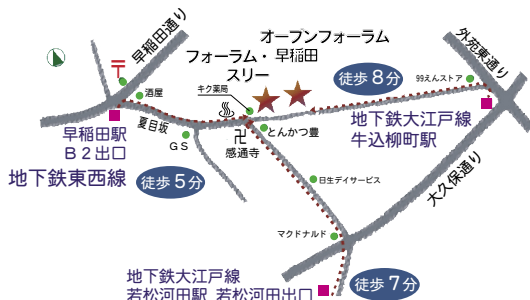 早稲田通り
オープンフォーラム
早稲田
フォーラム・
スリー
外苑東通り
〒
酒屋
キク薬局
徒歩8分
99えんストア
夏目坂
早稲田駅
B2出口
地下鉄東西線
徒歩5分
GS
卍
感通寺
とんかつ豊
地下鉄大江戸線
牛込柳町駅
大久保通り
日生デイサービス
マクドナルド
地下鉄大江戸線
若松河田駅 若松河田出口
徒歩7分